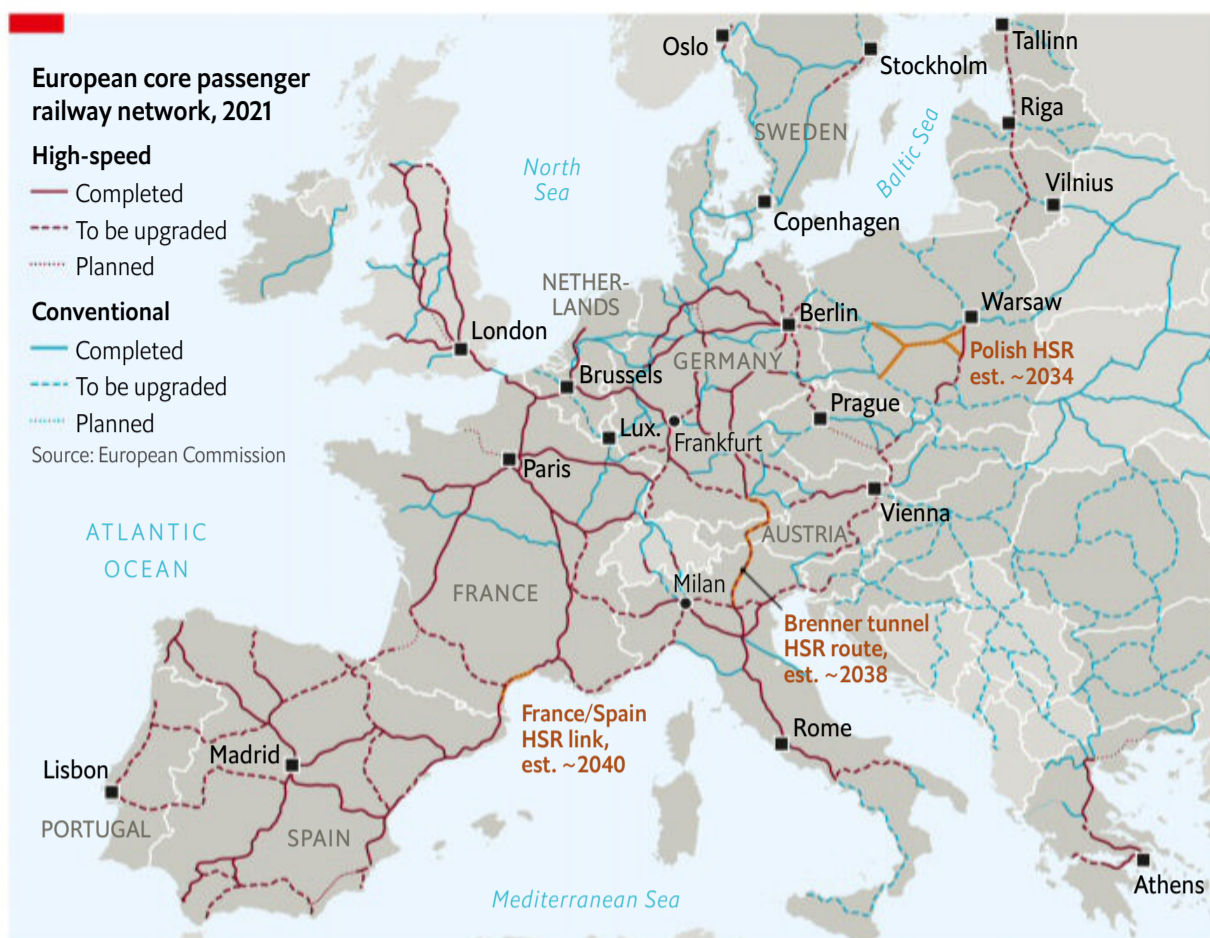 European core passenger
railway network, 2021
High-speed
Completed
To be upgraded
Planned
Conventional
Completed
To be upgraded
Planned
Source: European Commission
Oslo
Stockholm
Tallinn
Riga
SWEDEN
Baltic Sea
Vilnius
North
Sea
Copenhagen
NETHER-
LANDS
Berlin
Warsaw
London
GERMANY
Polish HSR
est. ~2034
Brussels
Prague
Lux.
Frankfurt
Paris
Vienna
ATLANTIC
OCEAN
AUSTRIA
FRANCE
Milan
Brenner tunnel
HSR route,
est. ~2038
France/Spain
HSR link,
est. ~2040
Rome
Madrid
Lisbon
PORTUGAL
SPAIN
Mediterranean Sea
Athens